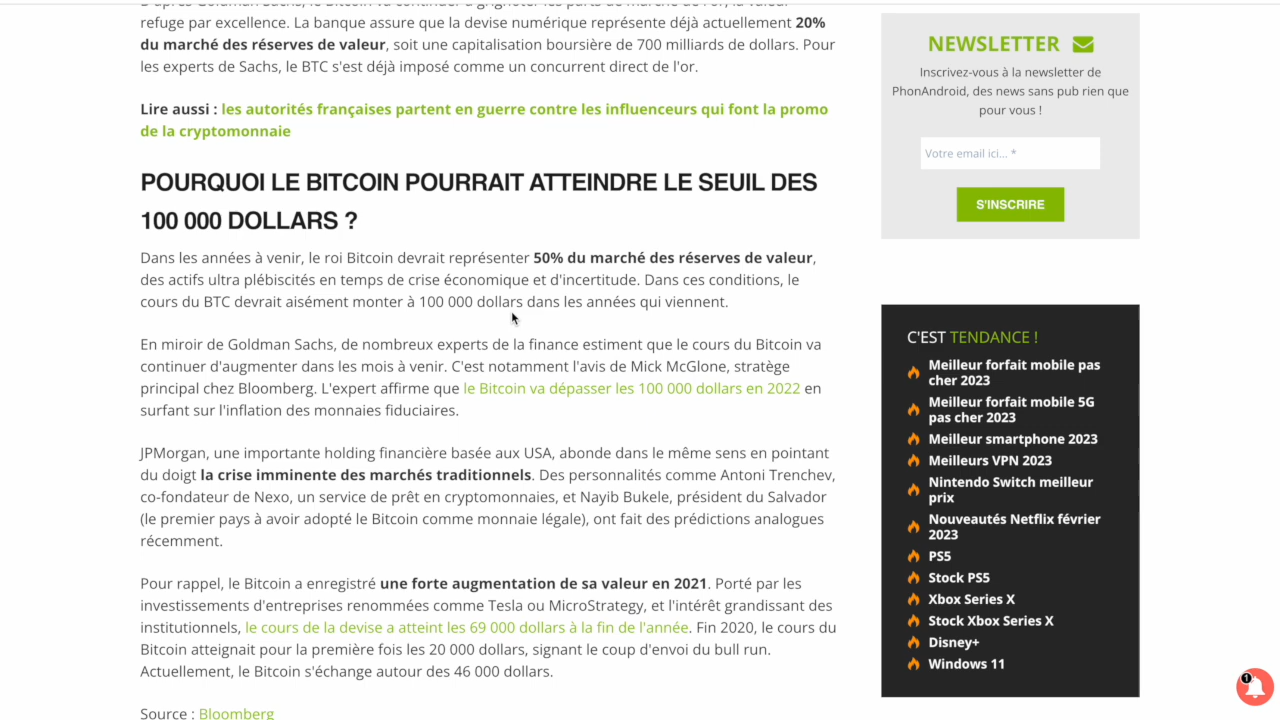 D'après Goldman Sachs, le Bitcoin va continuer à grignoter les parts de marché de l'or, la valeur
refuge par excellence. La banque assure que la devise numérique représente déjà actuellement 20%
du marché des réserves de valeur, soit une capitalisation boursière de 700 milliards de dollars. Pour
les experts de Sachs, le BTC s'est déjà imposé comme un concurrent direct de l'or.
Lire aussi : les autorités françaises partent en guerre contre les influenceurs qui font la promo
de la cryptomonnaie
POURQUOI LE BITCOIN POURRAIT ATTEINDRE LE SEUIL DES
100 000 DOLLARS ?
Dans les années à venir, le roi Bitcoin devrait représenter 50% du marché des réserves de valeur,
des actifs ultra plébiscités en temps de crise économique et d'incertitude. Dans ces conditions, le
cours du BTC devrait aisément monter à 100 000 dollars dans les années qui viennent.
En miroir de Goldman Sachs, de nombreux experts de la finance estiment que le cours du Bitcoin va
continuer d'augmenter dans les mois à venir. C'est notamment l'avis de Mick McGlone, stratège
principal chez Bloomberg. L'expert affirme que le Bitcoin va dépasser les 100 000 dollars en 2022 en
surfant sur l'inflation des monnaies fiduciaires.
JPMorgan, une importante holding financière basée aux USA, abonde dans le même sens en pointant
du doigt la crise imminente des marchés traditionnels. Des personnalités comme Antoni Trenchev,
co-fondateur de Nexo, un service de prêt en cryptomonnaies, et Nayib Bukele, président du Salvador
(le premier pays à avoir adopté le Bitcoin comme monnaie légale), ont fait des prédictions analogues
récemment.
Pour rappel, le Bitcoin a enregistré une forte augmentation de sa valeur en 2021. Porté par les
investissements d'entreprises renommées comme Tesla ou MicroStrategy, et l'intérêt grandissant des
institutionnels, le cours de la devise a atteint les 69 000 dollars à la fin de l'année. Fin 2020, le cours du
Bitcoin atteignait pour la première fois les 20 000 dollars, signant le coup d'envoi du bull run.
Actuellement, le Bitcoin s'échange autour des 46 000 dollars.
Source : Bloomberg
NEWSLETTER
Inscrivez-vous à la newsletter de
PhonAndroid, des news sans pub rien que
pour vous !
Votre email ici... *
S'INSCRIRE
C'EST TENDANCE !
Meilleur forfait mobile pas
cher 2023
Meilleur forfait mobile 5G
pas cher 2023
Meilleur smartphone 2023
Meilleurs VPN 2023
Nintendo Switch meilleur
prix
Nouveautés Netflix février
2023
PS5
Stock PS5
Xbox Series X
Stock Xbox Series X
Disney+
Windows 11
1